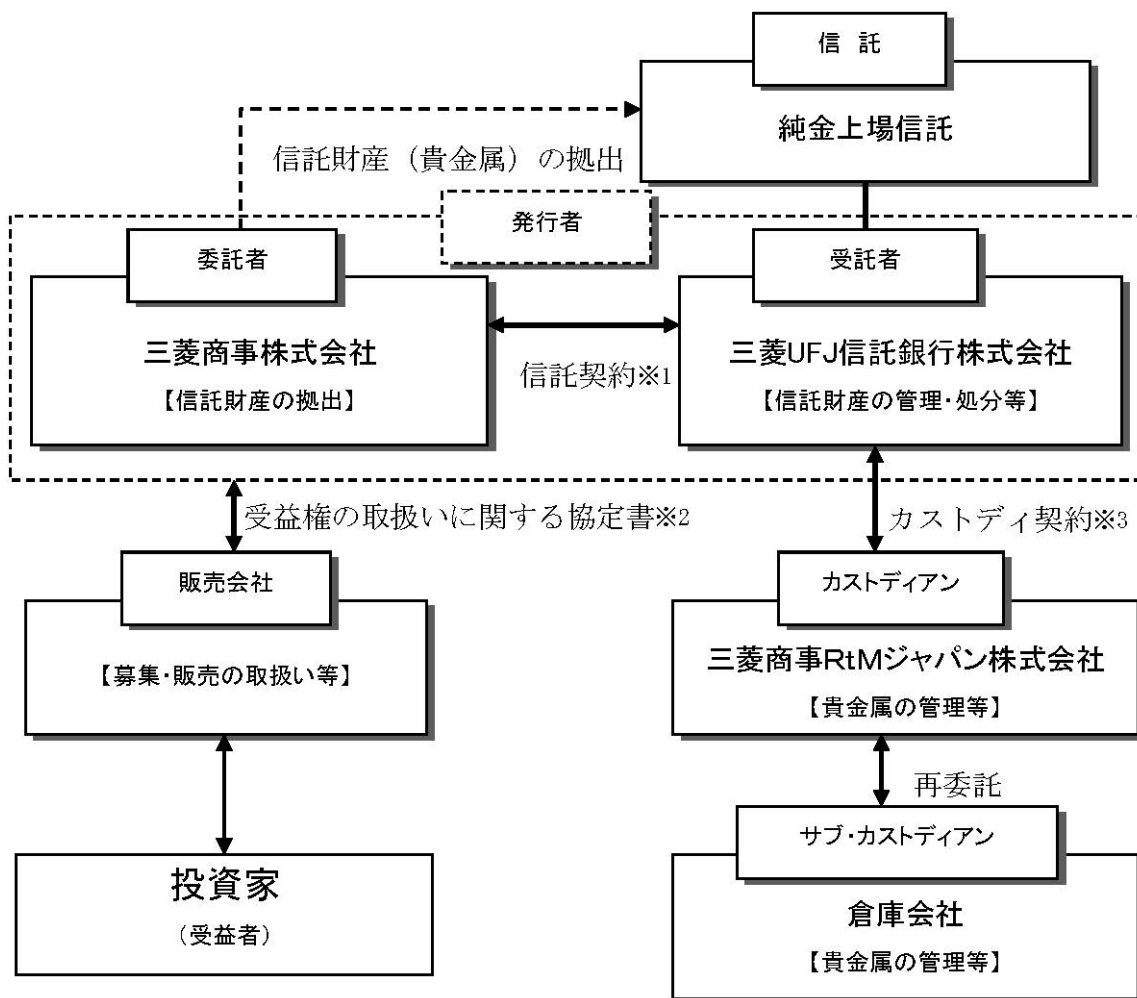 信 託
純金上場信託
信託財産（貴金属）の拠出
発行者
委託者
三菱商事株式会社
【信託財産の拠出】
信託契約※1
受託者
三菱UFJ信託銀行株式会社
【信託財産の管理・処分等】
受益権の取扱いに関する協定書※2
カストディ契約※3
販売会社
【募集・販売の取扱い等】
カストディアン
三菱商事RtMジャパン株式会社
【貴金属の管理等】
再委託
投資家
（受益者）
サブ・カストディアン
倉庫会社
【貴金属の管理等】